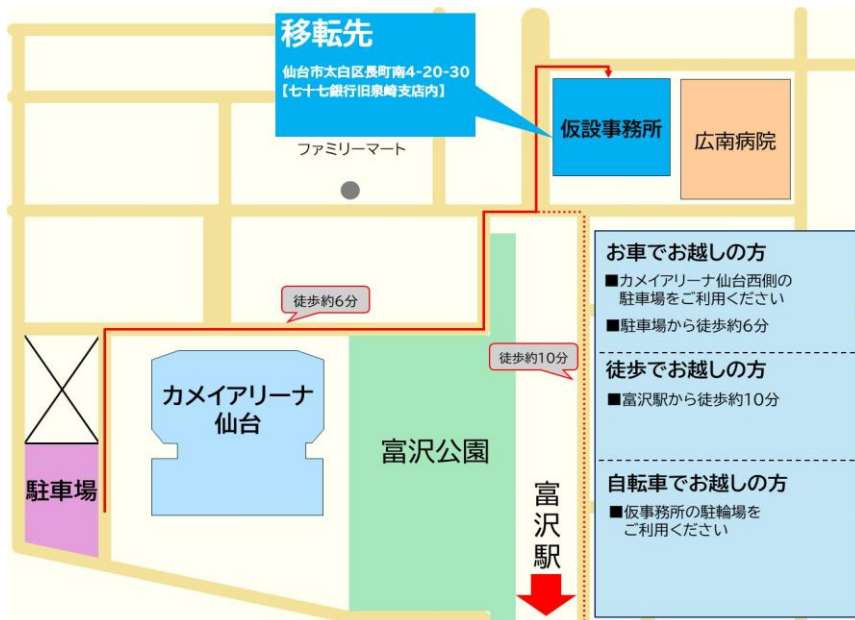 移転先
仙台市太白区長町南4-20-30
【七十七銀行旧泉崎支店内】
ファミリーマート
仮設事務所
広南病院
徒歩約6分
徒歩約10分
カメイアリーナ
仙台
駐車場
富沢公園
富沢駅
お車でお越しの方
■カメイアリーナ仙台西側の
駐車場をご利用ください
■駐車場から徒歩約6分
徒歩でお越しの方
■富沢駅から徒歩約10分
自転車でお越しの方
■仮事務所の駐輪場を
ご利用ください